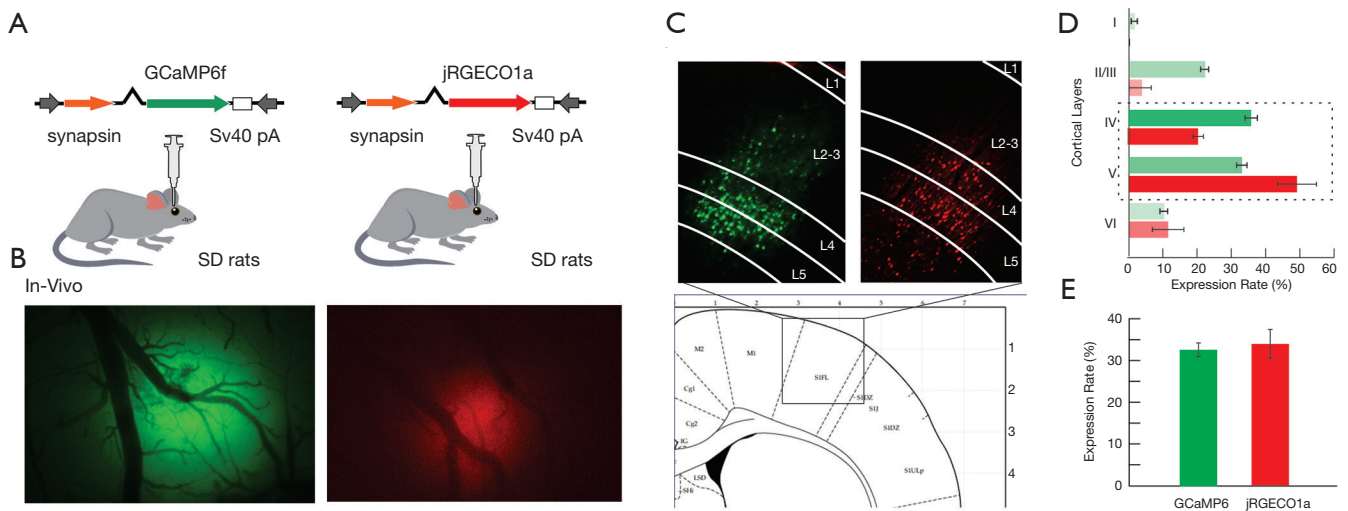 A
GCaMP6f
synapsin
Sv40 pA
SD rats
jRGECO1a
synapsin
Sv40 pA
SD rats
B
In-Vivo
C
L1
L2-3
L4
L5
L1
L2-3
L4
L5
1 2 3 4 5 6 7
M2
M1
Cg1
Cg2
IG
LSD
SHi
S1FL
S1DZ
S1J
S1DZ
S1ULp
1
2
3
4
D
Cortical Layers
I
II/III
IV
V
VI
0 10 20 30 40 50 60
Expression Rate (%)
E
Expression Rate (%)
40
30
20
10
0
GCaMP6
jRGECO1a